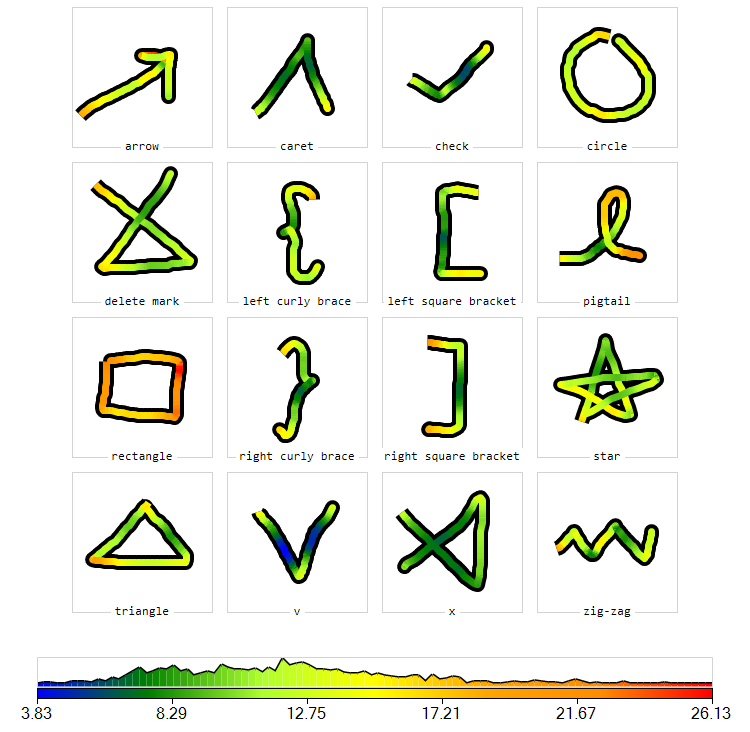 arrow caret check circle
delete mark left curly brace left square bracket pigtail
rectangle right curly brace right square bracket star
triangle v x zig-zag
3.83 8.29 12.75 17.21 21.67 26.13